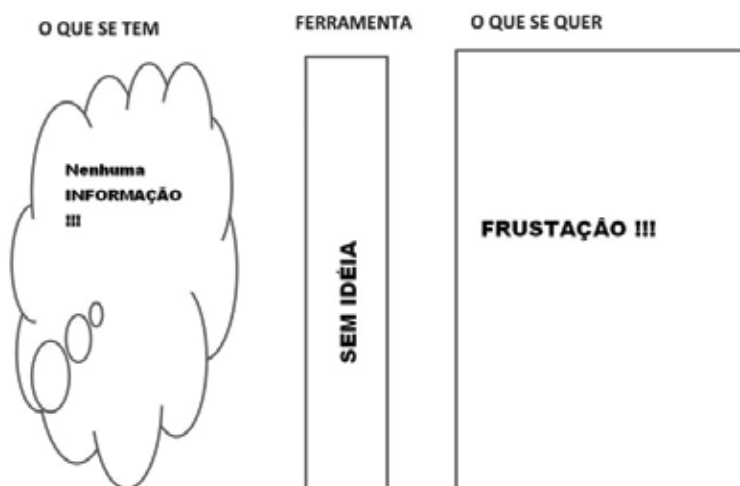 O QUE SE TEM
FERRAMENTA
O QUE SE QUER
Nenhuma
INFORMAÇÃO
!!!
SEM IDÉIA
FRUSTAÇÃO !!!